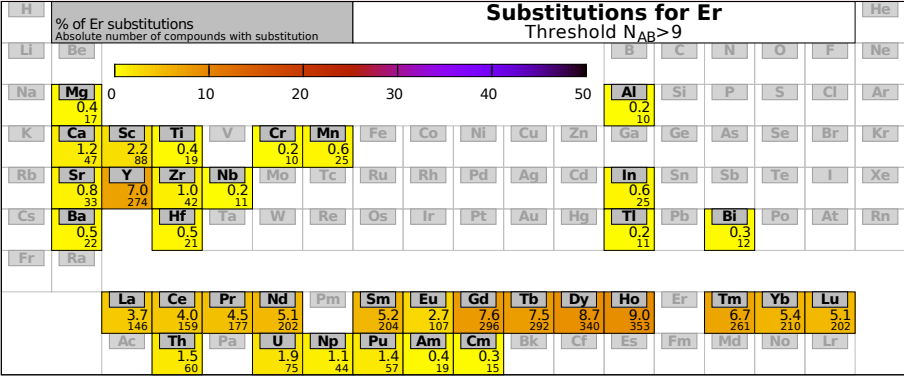 H
% of Er substitutions
Absolute number of compounds with substitution
Substitutions for Er
Threshold N_AB>9
He
Li Be B C N O F Ne
0 10 20 30 40 50
Na Mg Al Si P S Cl Ar
0.4 0.2
17 10
K Ca Sc Ti V Cr Mn Fe Co Ni Cu Zn Ga Ge As Se Br Kr
1.2 2.2 0.4 0.2 0.6
47 88 19 10 25
Rb Sr Y Zr Nb Mo Tc Ru Rh Pd Ag Cd In Sn Sb Te I Xe
0.8 7.0 1.0 0.2 0.6
33 274 42 11 25
Cs Ba Hf Ta W Re Os Ir Pt Au Hg Tl Pb Bi Po At Rn
0.5 0.5 0.2 0.3
22 21 11 12
Fr Ra
La Ce Pr Nd Pm Sm Eu Gd Tb Dy Ho Er Tm Yb Lu
3.7 4.0 4.5 5.1 5.2 2.7 7.6 7.5 8.7 9.0 6.7 5.4 5.1
146 159 177 202 204 107 296 292 340 353 261 210 202
Ac Th Pa U Np Pu Am Cm Bk Cf Es Fm Md No Lr
1.5 1.9 1.1 1.4 0.4 0.3
60 75 44 57 19 15